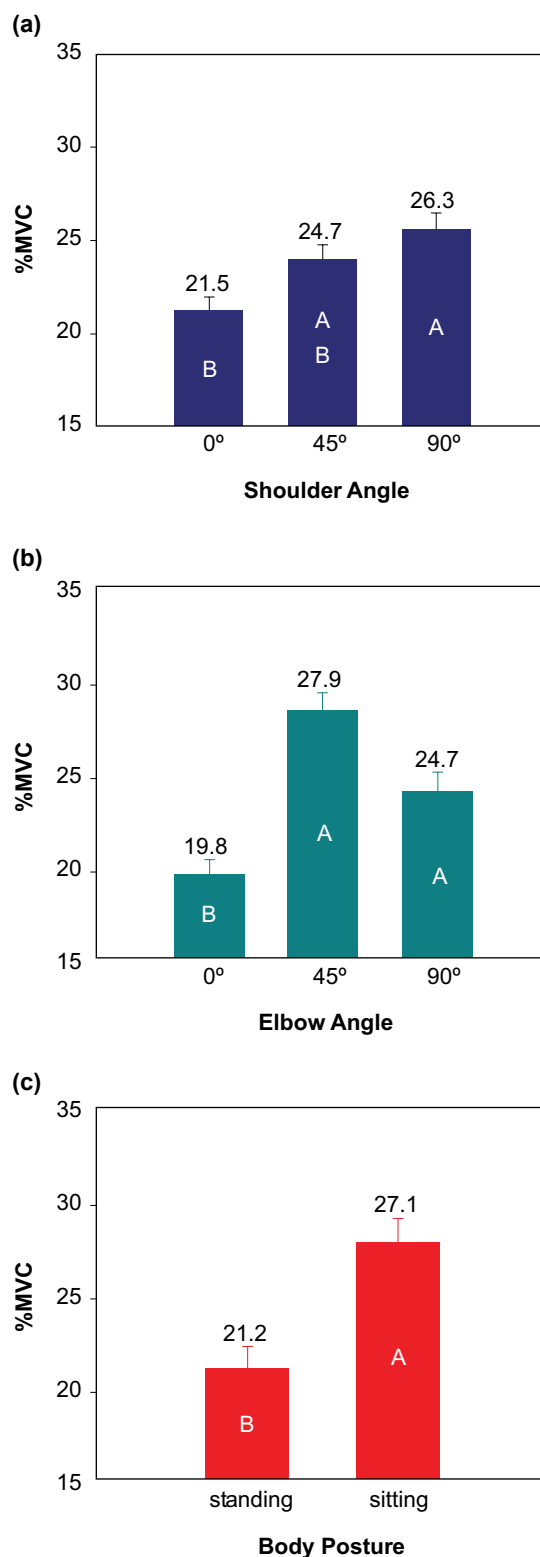 (a)
35
30
25
20
15
%MVC
21.5
24.7
26.3
B
A
B
A
0º
45º
90º
Shoulder Angle
(b)
35
30
25
20
15
%MVC
19.8
27.9
24.7
B
A
A
0º
45º
90º
Elbow Angle
(c)
35
30
25
20
15
%MVC
21.2
27.1
B
A
standing
sitting
Body Posture